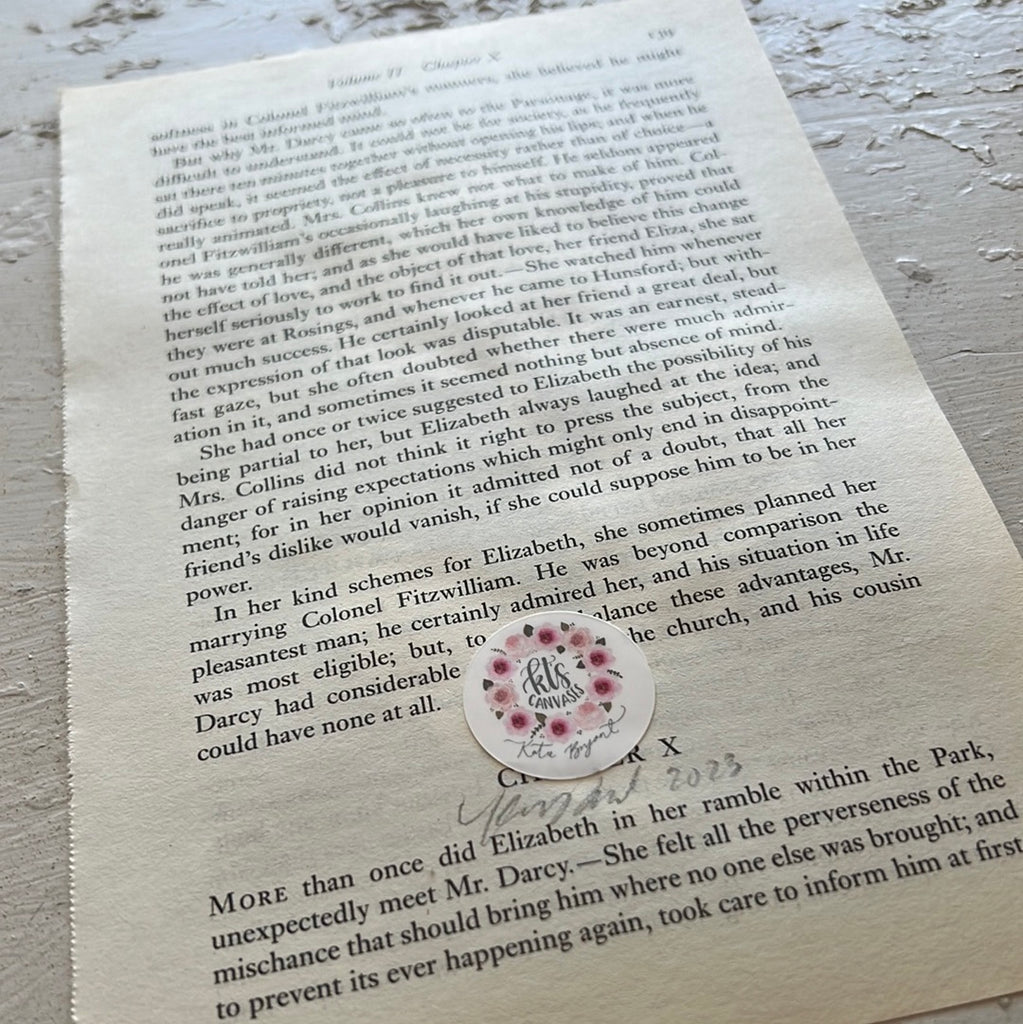 Volume II Chapter X
softness in Colonel Fitzwilliam's manners, she believed he might
have the best informed mind.
But why Mr. Darcy came so often to the Parsonage, it was more
difficult to understand. It could not be for society, as he frequently
sat there ten minutes together without opening his lips; and when he
did speak, it seemed the effect of necessity rather than of choice—a
sacrifice to propriety, not a pleasure to himself. He seldom appeared
really animated. Mrs. Collins knew not what to make of him. Col-
onel Fitzwilliam's occasionally laughing at his stupidity, proved that
he was generally different, which her own knowledge of him could
not have told her; and as she would have liked to believe this change
the effect of love, and the object of that love, her friend Eliza, she sat
herself seriously to work to find it out.—She watched him whenever
they were at Rosings, and whenever he came to Hunsford; but with-
out much success. He certainly looked at her friend a great deal, but
the expression of that look was disputable. It was an earnest, stead-
fast gaze, but she often doubted whether there were much admir-
ation in it, and sometimes it seemed nothing but absence of mind.
She had once or twice suggested to Elizabeth the possibility of his
being partial to her, but Elizabeth always laughed at the idea; and
Mrs. Collins did not think it right to press the subject, from the
danger of raising expectations which might only end in disappoint-
ment; for in her opinion it admitted not of a doubt, that all her
friend's dislike would vanish, if she could suppose him to be in her
power.
In her kind schemes for Elizabeth, she sometimes planned her
marrying Colonel Fitzwilliam. He was beyond comparison the
pleasantest man; he certainly admired her, and his situation in life
was most eligible; but, to alance these advantages, Mr.
Darcy had considerable he church, and his cousin
could have none at all.
kt's
CANVASES
Katie Bryant
C R X
2023
MORE than once did Elizabeth in her ramble within the Park,
unexpectedly meet Mr. Darcy.—She felt all the perverseness of the
mischance that should bring him where no one else was brought; and
to prevent its ever happening again, took care to inform him at first